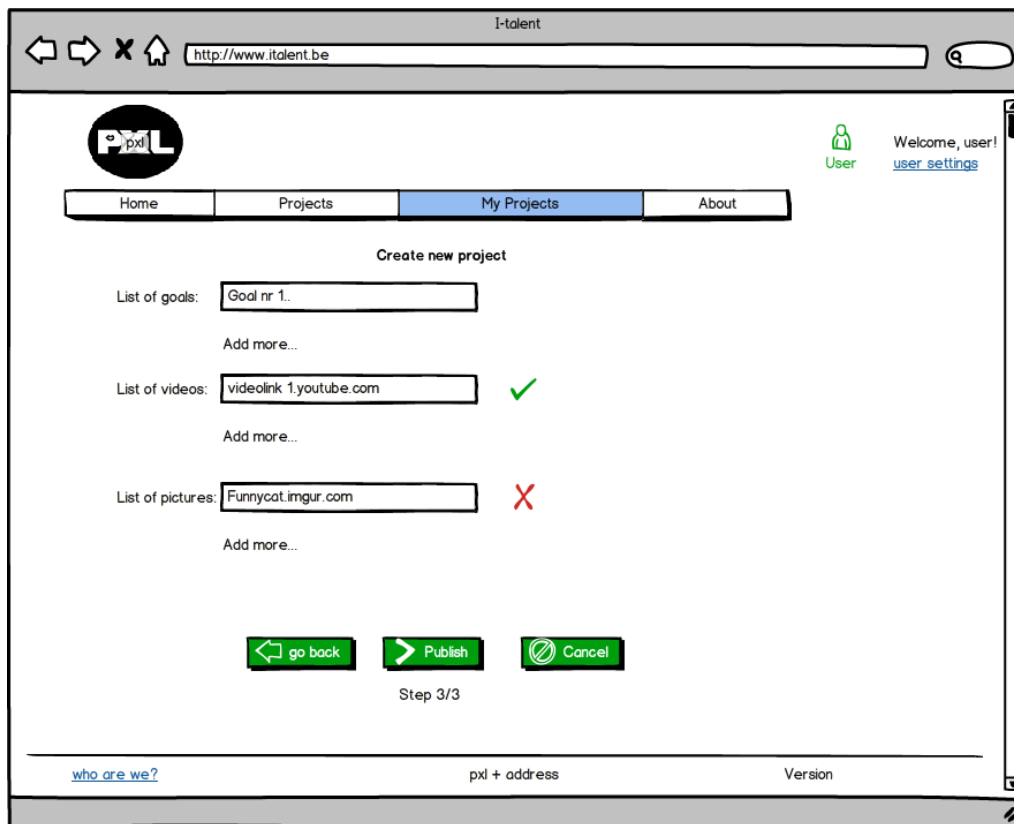 I-talent
http://www.italent.be
PXL
pxl
User
Welcome, user!
user settings
Home Projects My Projects About
Create new project
List of goals: Goal nr 1..
Add more...
List of videos: videolink 1.youtube.com
Add more...
List of pictures: Funnycat.imgur.com
Add more...
go back Publish Cancel
Step 3/3
who are we? pxl + address Version